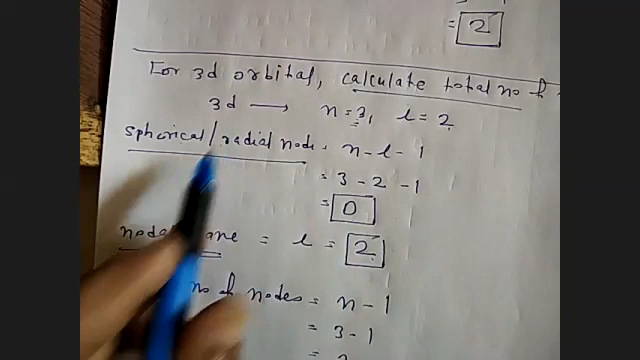 = 2
For 3d orbital, calculate total no of
3d → n = 3, l = 2
Spherical/radial node = n - l - 1
= 3 - 2 - 1
= 0
= l = 2
no of nodes = n - 1
= 3 - 1